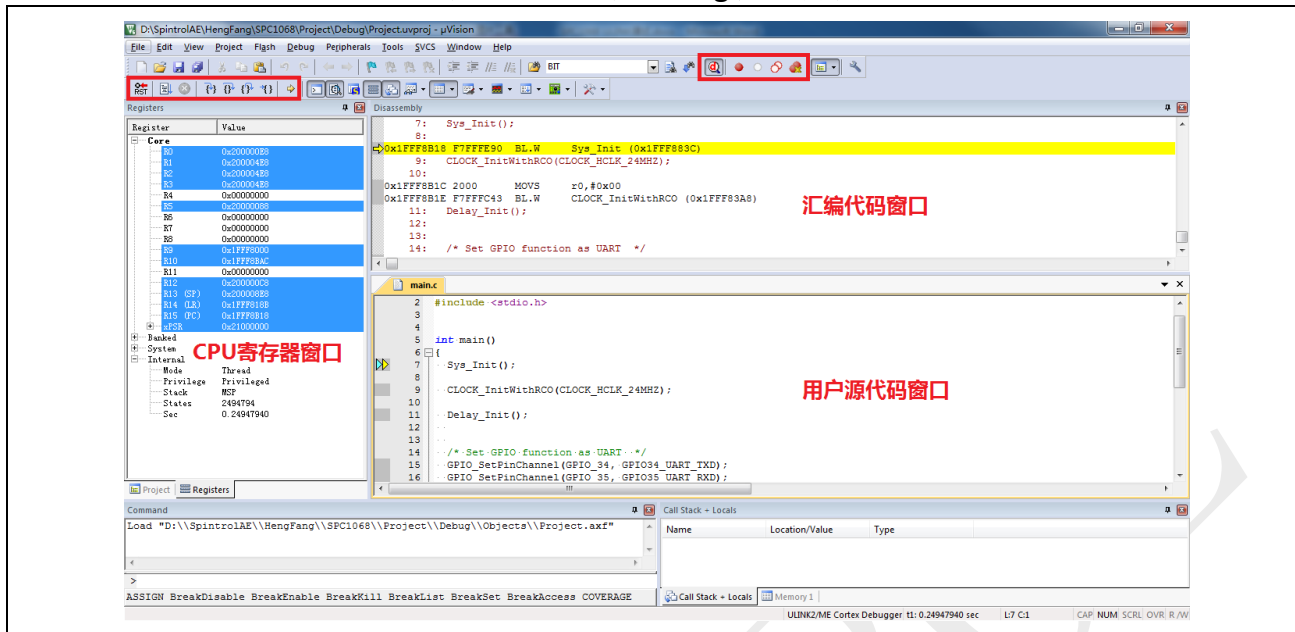 D:\SpintrolAE\HengFang\SPC1068\Project\Debug\Project.uvproj - µVision
File Edit View Project Flash Debug Peripherals Tools SVCS Window Help
BIT
RST
Registers
Register Value
Core
R0 0x200000E8
R1 0x200004E8
R2 0x200004E8
R3 0x200004E8
R4 0x00000000
R5 0x20000088
R6 0x00000000
R7 0x00000000
R8 0x00000000
R9 0x1FFF8000
R10 0x1FFF8BAC
R11 0x00000000
R12 0x200000C8
R13 (SP) 0x200008E8
R14 (LR) 0x1FFF818B
R15 (PC) 0x1FFF8B18
xPSR 0x21000000
Banked
System
Internal
Mode Thread
Privilege Privileged
Stack MSP
States 2494794
Sec 0.24947940
CPU寄存器窗口
Project Registers
Disassembly
7: Sys_Init();
8:
0x1FFF8B18 F7FFFE90 BL.W Sys_Init (0x1FFF883C)
9: CLOCK_InitWithRCO(CLOCK_HCLK_24MHZ);
10:
0x1FFF8B1C 2000 MOVS r0,#0x00
0x1FFF8B1E F7FFFC43 BL.W CLOCK_InitWithRCO (0x1FFF83A8)
11: Delay_Init();
12:
13:
14: /* Set GPIO function as UART */
汇编代码窗口
main.c
2 #include <stdio.h>
3
4
5 int main()
6 {
7 Sys_Init();
8
9 CLOCK_InitWithRCO(CLOCK_HCLK_24MHZ);
10
11 Delay_Init();
12
13
14 /* Set GPIO function as UART */
15 GPIO_SetPinChannel(GPIO_34, GPIO34_UART_TXD);
16 GPIO_SetPinChannel(GPIO_35, GPIO35_UART_RXD);
用户源代码窗口
Command
Load "D:\\SpintrolAE\\HengFang\\SPC1068\\Project\\Debug\\Objects\\Project.axf"
>
ASSIGN BreakDisable BreakEnable BreakKill BreakList BreakSet BreakAccess COVERAGE
Call Stack + Locals
Name Location/Value Type
Call Stack + Locals Memory 1
ULINK2/ME Cortex Debugger t1: 0.24947940 sec L:7 C:1 CAP NUM SCRL OVR R/W